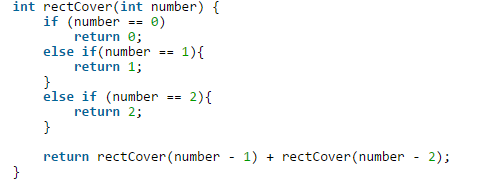 int rectCover(int number) {
    if (number == 0)
        return 0;
    else if(number == 1){
        return 1;
    }
    else if (number == 2){
        return 2;
    }

    return rectCover(number - 1) + rectCover(number - 2);
}